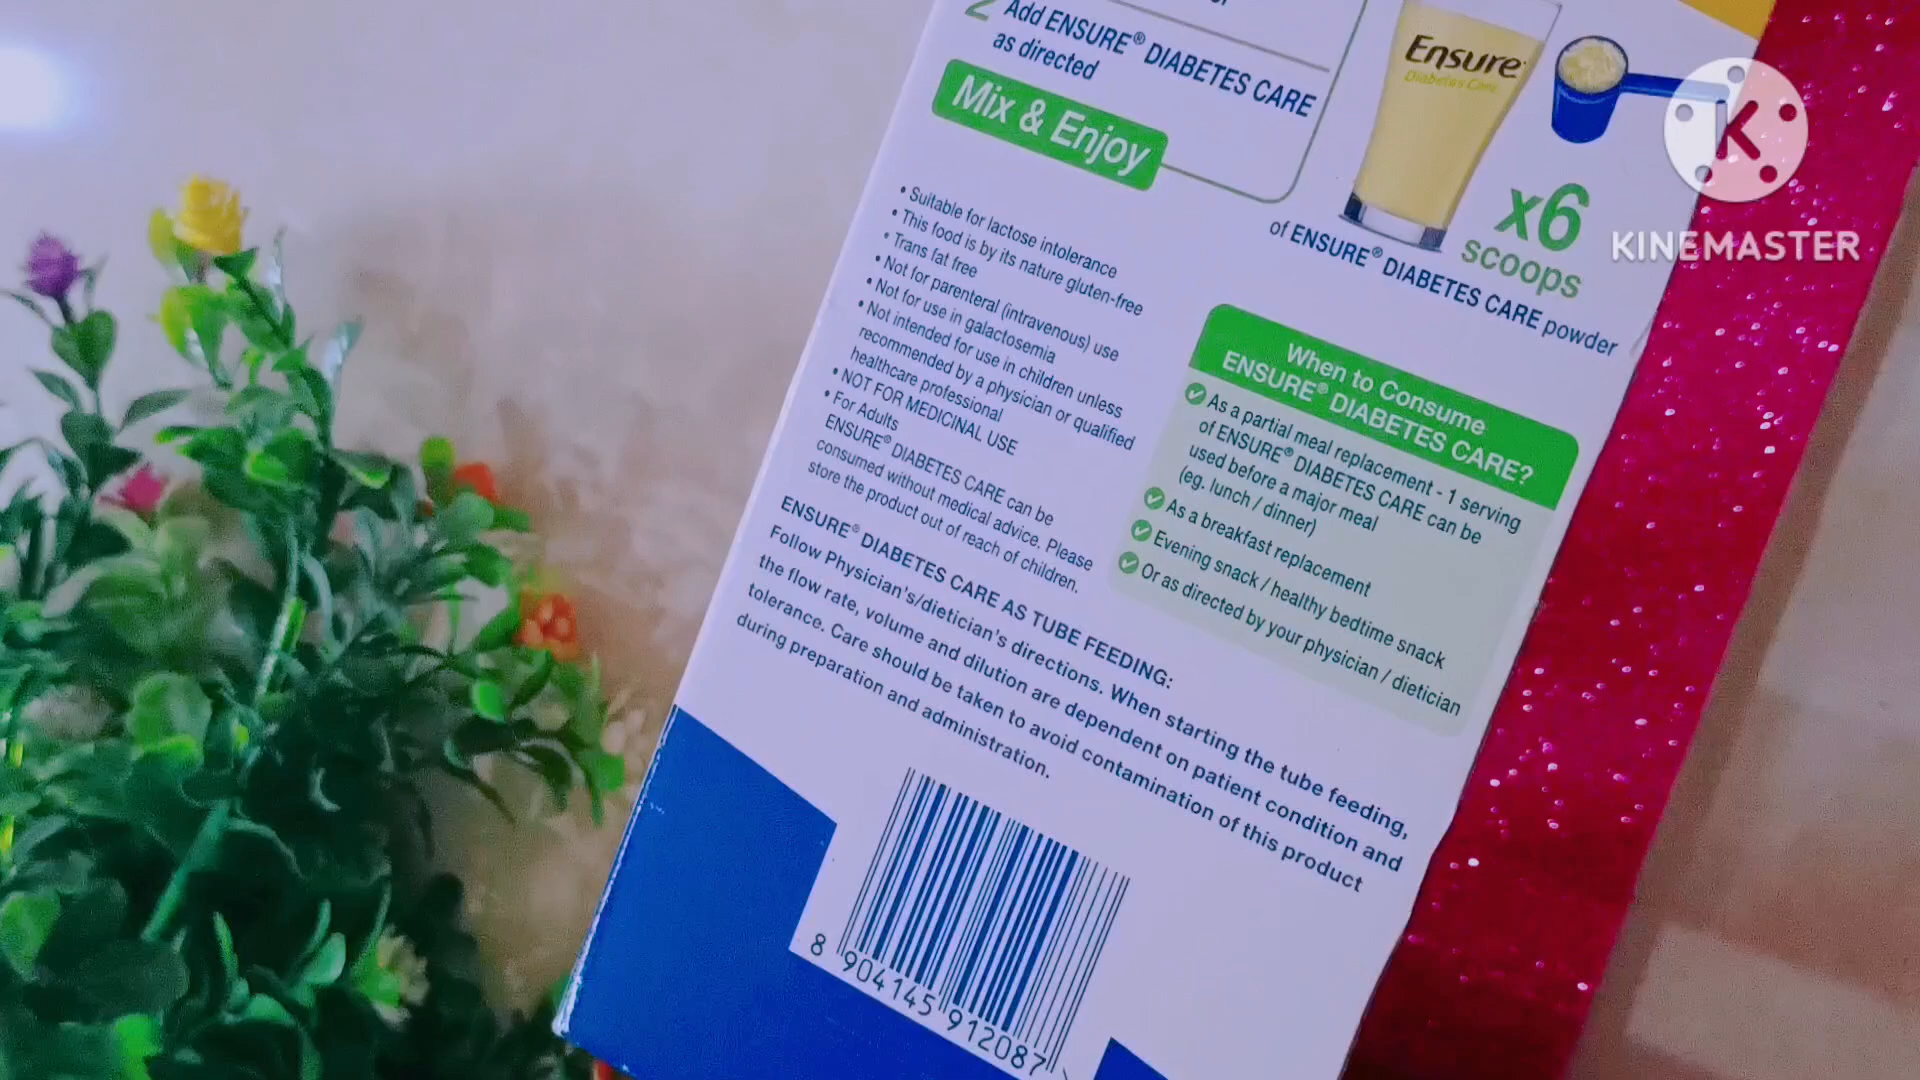 2 Add ENSURE® DIABETES CARE
as directed
Mix & Enjoy
Ensure
Diabetes Care
x6
scoops
of ENSURE® DIABETES CARE powder
K
KINEMASTER
• Suitable for lactose intolerance
• This food is by its nature gluten-free
• Trans fat free
• Not for parenteral (intravenous) use
• Not for use in galactosemia
• Not intended for use in children unless
recommended by a physician or qualified
healthcare professional
• NOT FOR MEDICINAL USE
• For Adults
ENSURE® DIABETES CARE can be
consumed without medical advice. Please
store the product out of reach of children.
When to Consume
ENSURE® DIABETES CARE?
As a partial meal replacement - 1 serving
of ENSURE® DIABETES CARE can be
used before a major meal
(eg. lunch / dinner)
As a breakfast replacement
Evening snack / healthy bedtime snack
Or as directed by your physician / dietician
ENSURE® DIABETES CARE AS TUBE FEEDING:
Follow Physician's/dietician's directions. When starting the tube feeding,
the flow rate, volume and dilution are dependent on patient condition and
tolerance. Care should be taken to avoid contamination of this product
during preparation and administration.
8 904145 912087